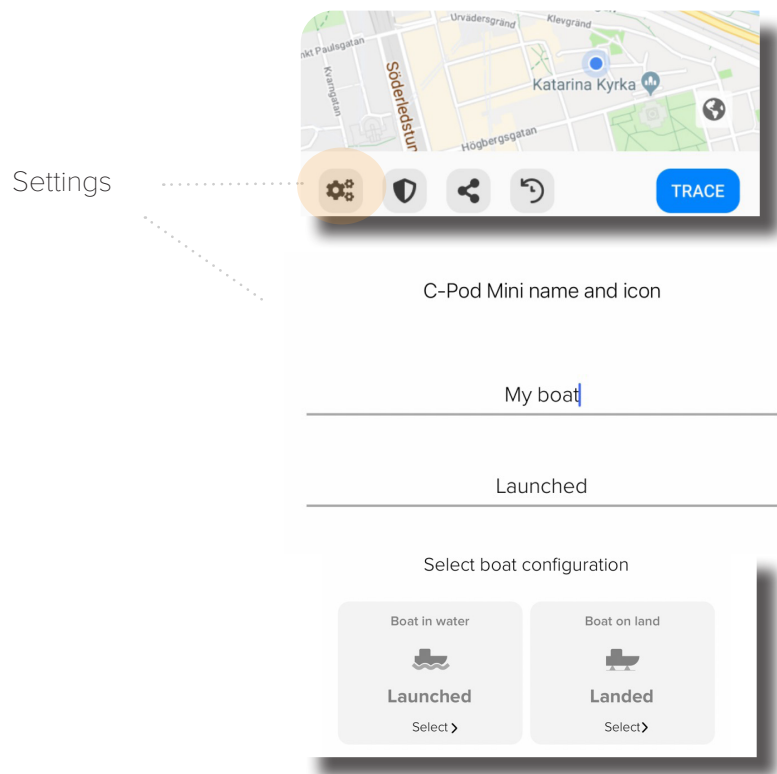 Urvädersgränd
Klevgränd
nkt Paulsgatan
Kvarngatan
Söderledstun
Katarina Kyrka
Högbergsgatan
Settings
TRACE
C-Pod Mini name and icon
My boat
Launched
Select boat configuration
Boat in water
Boat on land
Launched
Landed
Select >
Select>